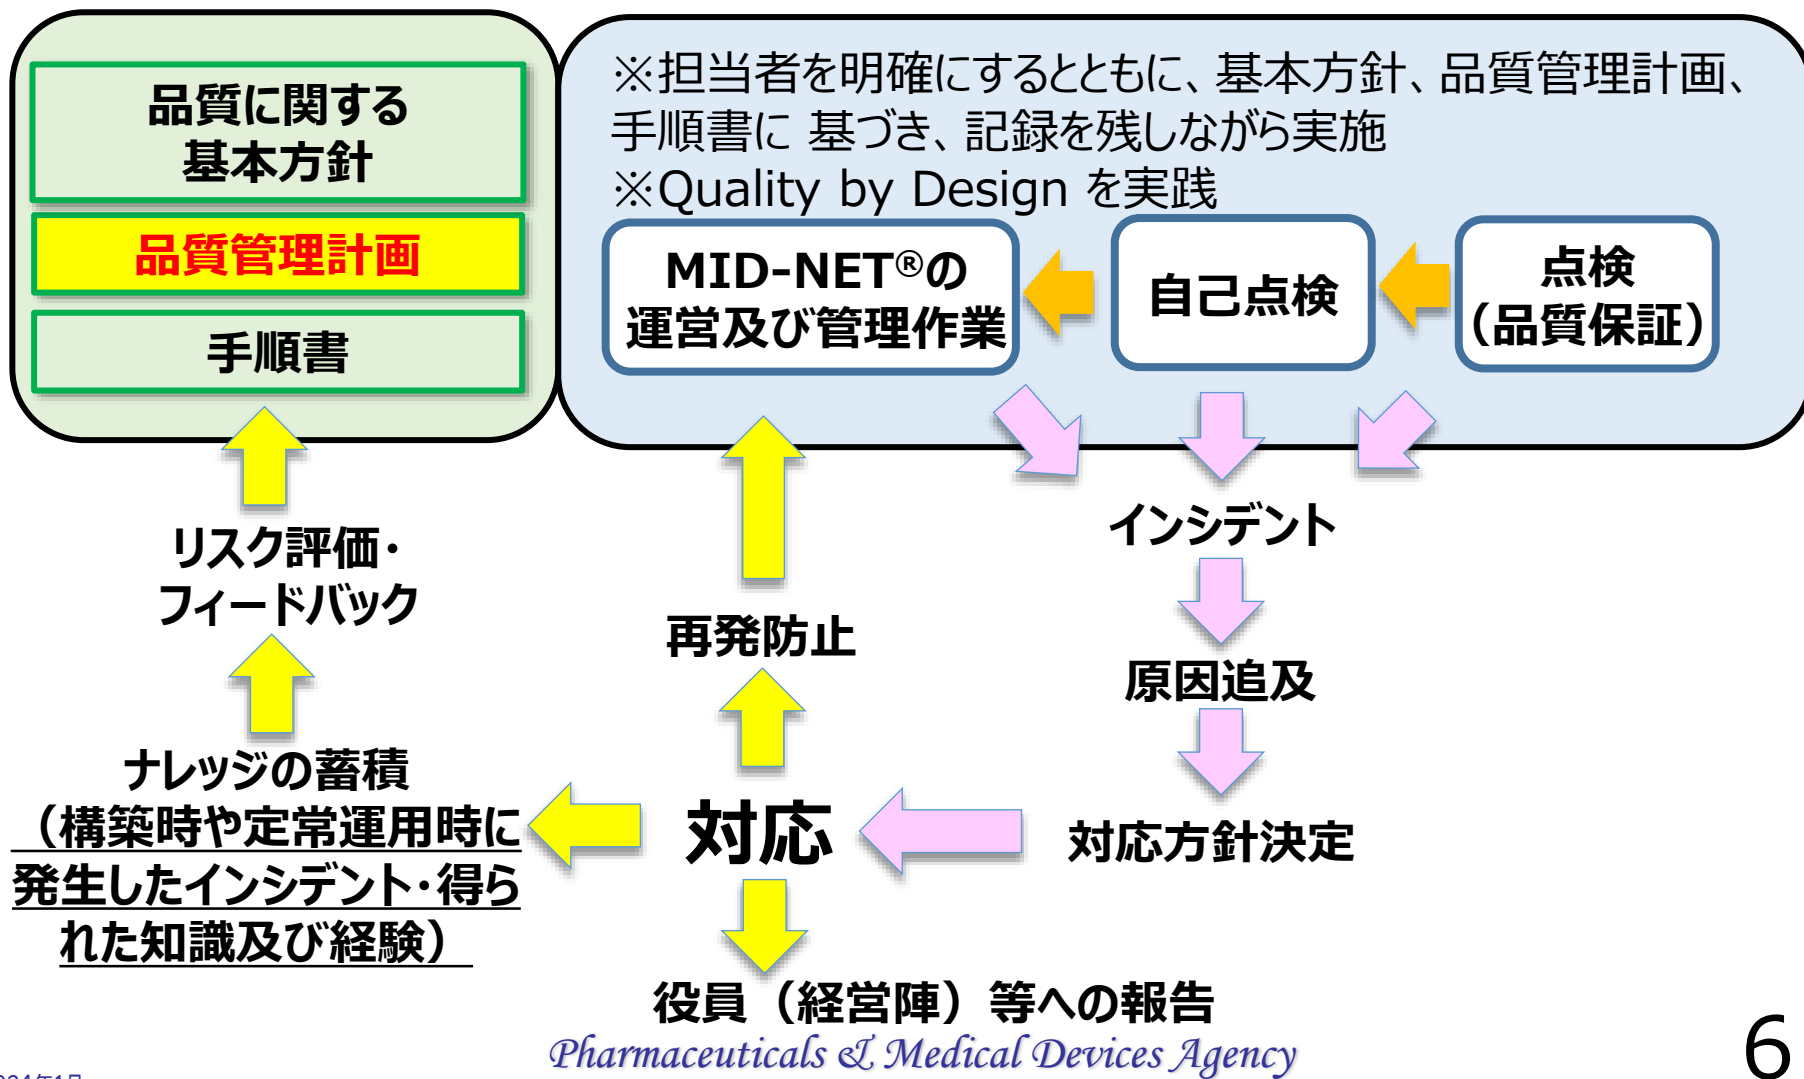 品質に関する
基本方針
品質管理計画
手順書
※担当者を明確にするとともに、基本方針、品質管理計画、
手順書に 基づき、記録を残しながら実施
※Quality by Design を実践
MID-NET®の
運営及び管理作業
自己点検
点検
（品質保証）
インシデント
原因追及
対応方針決定
対応
再発防止
役員（経営陣）等への報告
ナレッジの蓄積
（構築時や定常運用時に
発生したインシデント・得ら
れた知識及び経験）
リスク評価・
フィードバック
Pharmaceuticals & Medical Devices Agency
6